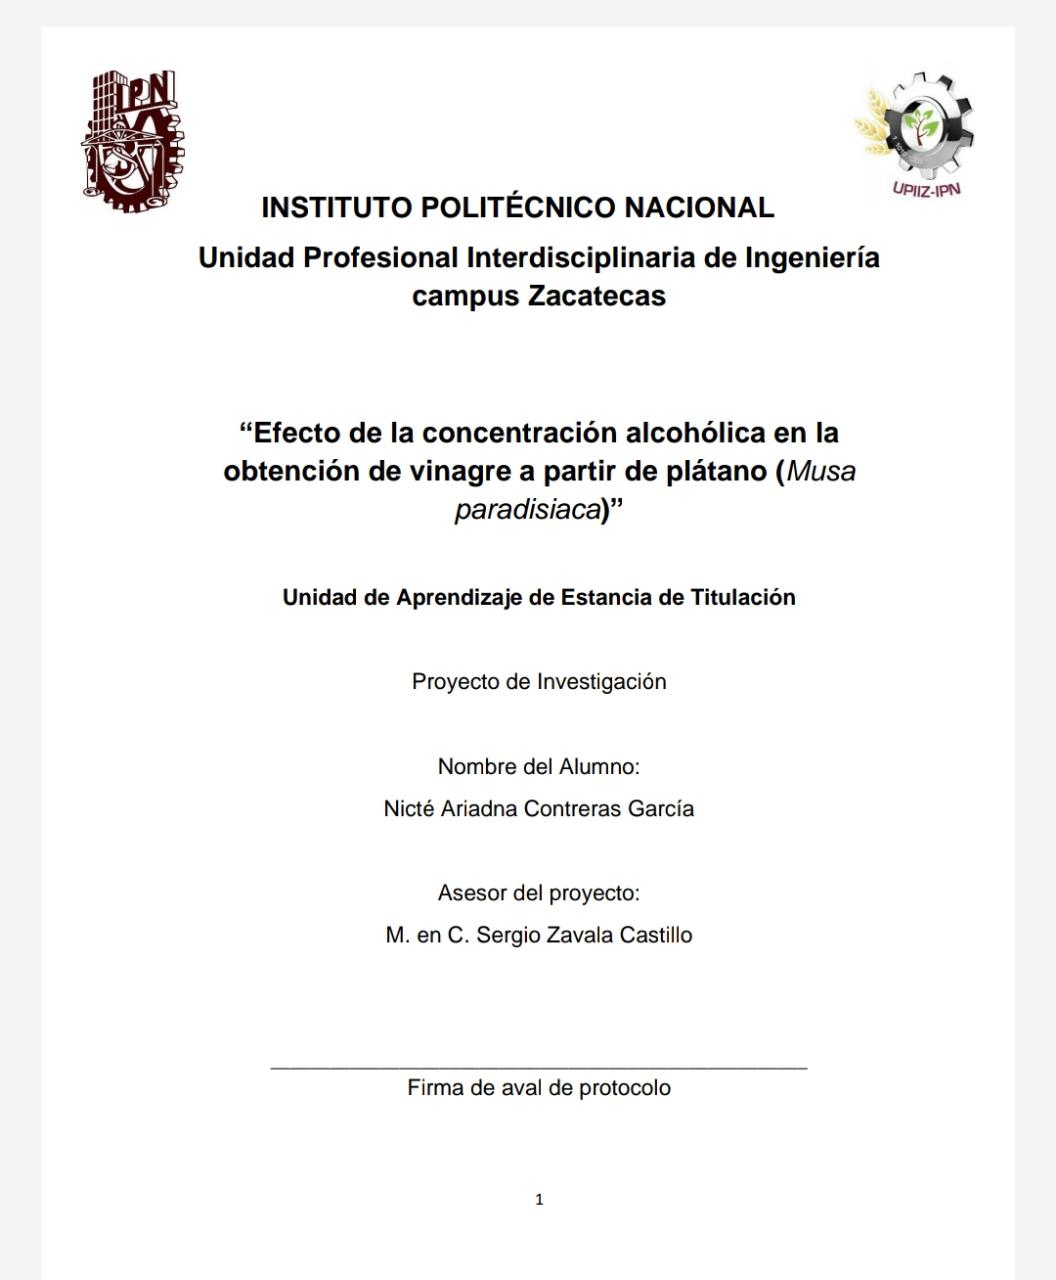 IPN
UPIIZ-IPN
INSTITUTO POLITÉCNICO NACIONAL
Unidad Profesional Interdisciplinaria de Ingeniería
campus Zacatecas
“Efecto de la concentración alcohólica en la
obtención de vinagre a partir de plátano (Musa
paradisiaca)”
Unidad de Aprendizaje de Estancia de Titulación
Proyecto de Investigación
Nombre del Alumno:
Nicté Ariadna Contreras García
Asesor del proyecto:
M. en C. Sergio Zavala Castillo
Firma de aval de protocolo
1